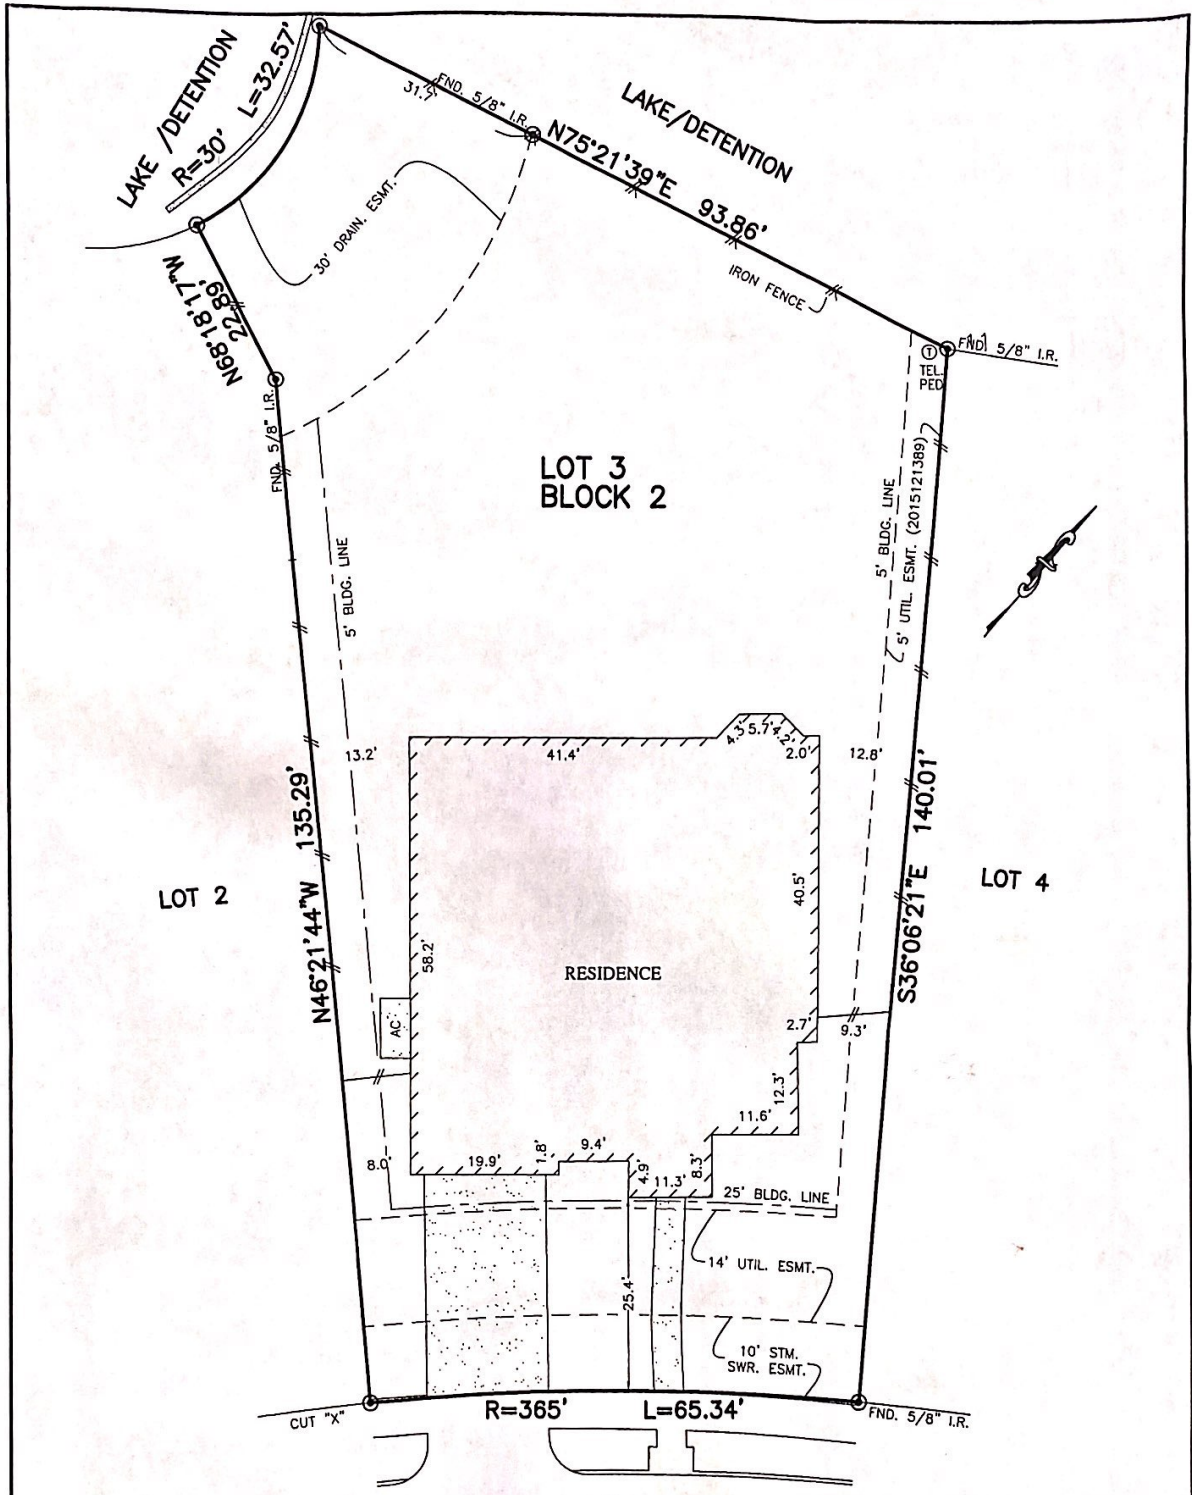 LAKE /DETENTION
R=30' L=32.57'
31.7'
FND. 5/8" I.R.
LAKE/DETENTION
N75°21'39"E 93.86'
30' DRAIN. ESMT.
IRON FENCE
N68°18'17"W
22.89'
FND. 5/8" I.R.
T
TEL.
PED
FND. 5/8" I.R.
LOT 3
BLOCK 2
5' BLDG. LINE
5' BLDG. LINE
5' UTIL. ESMT. (2015121389)
4.3'
5.7'
4.2'
13.2'
41.4'
2.0'
12.8'
N46°21'44"W 135.29'
S36°06'21"E 140.01'
LOT 2
LOT 4
40.5'
58.2'
RESIDENCE
AC
2.7'
9.3'
12.3'
11.6'
8.0'
19.9'
1.8'
9.4'
4.9'
11.3'
8.3'
25' BLDG. LINE
14' UTIL. ESMT.
25.4'
10' STM.
SWR. ESMT.
CUT "X"
R=365' L=65.34'
FND. 5/8" I.R.